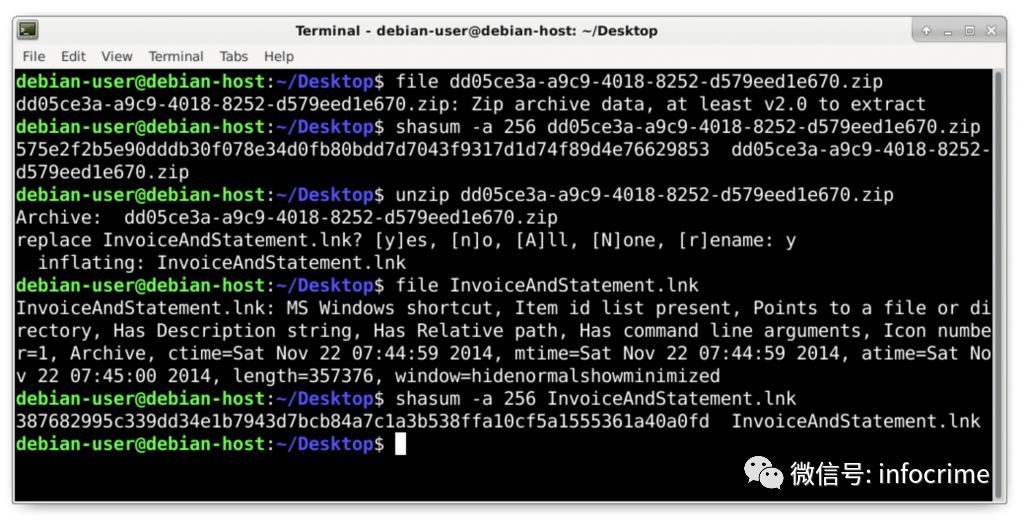 Terminal - debian-user@debian-host: ~/Desktop
File Edit View Terminal Tabs Help
debian-user@debian-host:~/Desktop$ file dd05ce3a-a9c9-4018-8252-d579eed1e670.zip
dd05ce3a-a9c9-4018-8252-d579eed1e670.zip: Zip archive data, at least v2.0 to extract
debian-user@debian-host:~/Desktop$ shasum -a 256 dd05ce3a-a9c9-4018-8252-d579eed1e670.zip
575e2f2b5e90dddb30f078e34d0fb80bdd7d7043f9317d1d74f89d4e76629853  dd05ce3a-a9c9-4018-8252-
d579eed1e670.zip
debian-user@debian-host:~/Desktop$ unzip dd05ce3a-a9c9-4018-8252-d579eed1e670.zip
Archive:  dd05ce3a-a9c9-4018-8252-d579eed1e670.zip
replace InvoiceAndStatement.lnk? [y]es, [n]o, [A]ll, [N]one, [r]ename: y
  inflating: InvoiceAndStatement.lnk
debian-user@debian-host:~/Desktop$ file InvoiceAndStatement.lnk
InvoiceAndStatement.lnk: MS Windows shortcut, Item id list present, Points to a file or di
rectory, Has Description string, Has Relative path, Has command line arguments, Icon numbe
r=1, Archive, ctime=Sat Nov 22 07:44:59 2014, mtime=Sat Nov 22 07:44:59 2014, atime=Sat No
v 22 07:45:00 2014, length=357376, window=hidenormalshowminimized
debian-user@debian-host:~/Desktop$ shasum -a 256 InvoiceAndStatement.lnk
387682995c339dd34e1b7943d7bcb84a7c1a3b538ffa10cf5a1555361a40a0fd  InvoiceAndStatement.lnk
debian-user@debian-host:~/Desktop$
微信号: infocrime